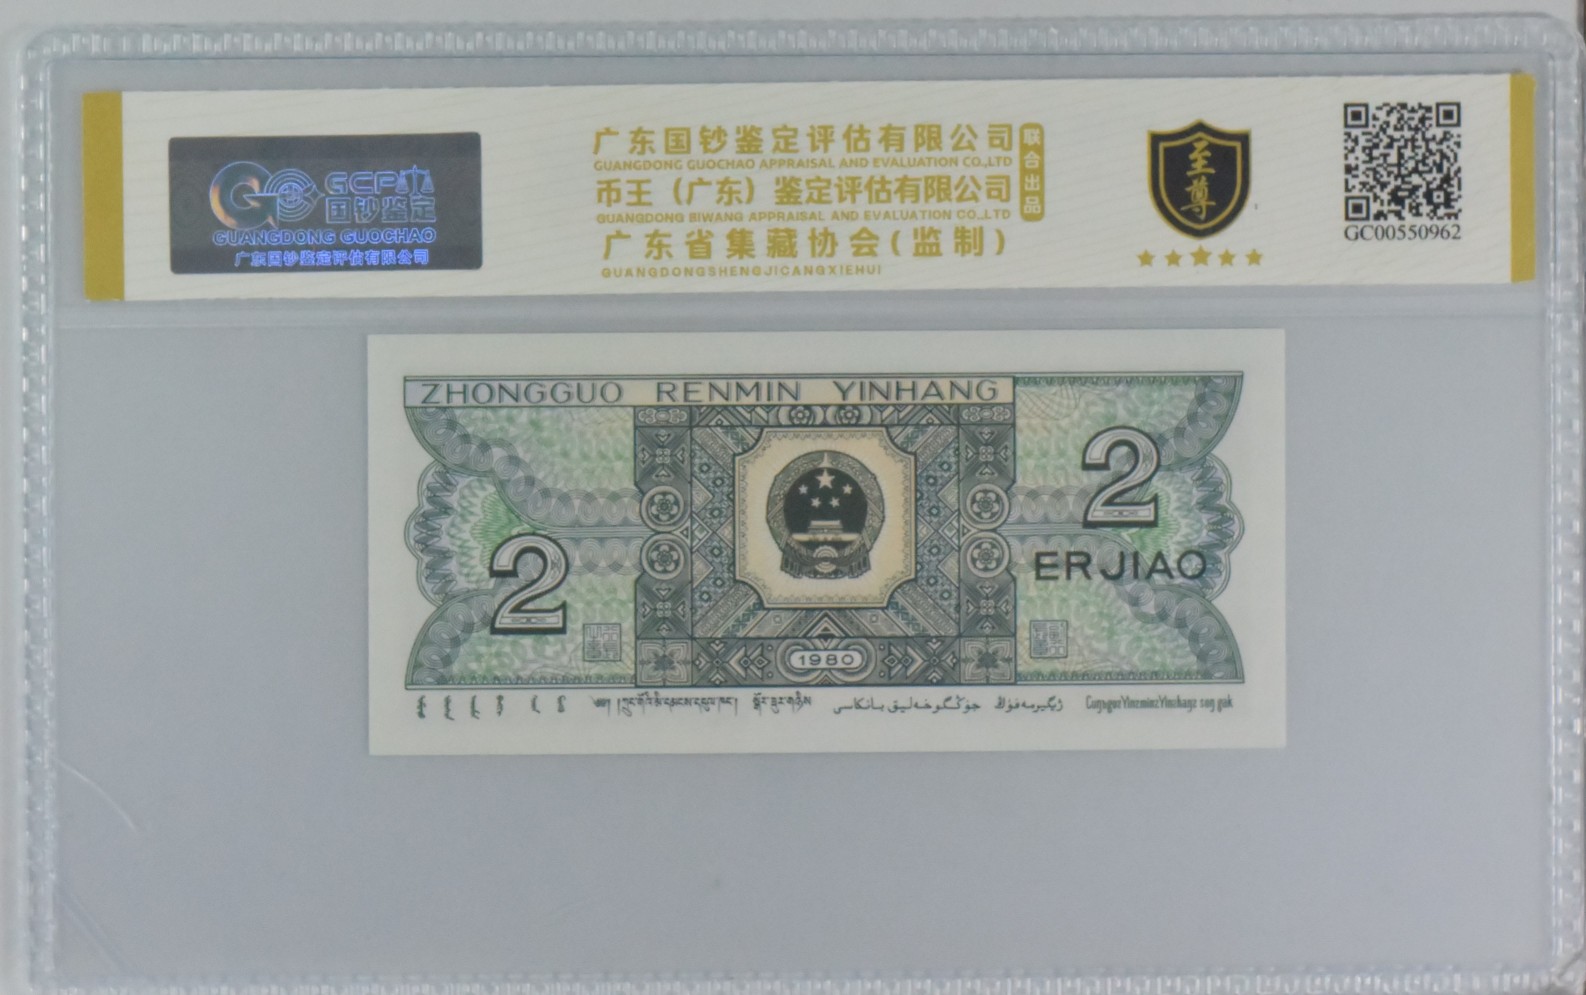 GCP
国钞鉴定
GUANGDONG GUOCHAO
广东国钞鉴定评估有限公司
广东国钞鉴定评估有限公司
GUANGDONG GUOCHAO APPRAISAL AND EVALUATION CO.,LTD
币王（广东）鉴定评估有限公司
GUANGDONG BIWANG APPRAISAL AND EVALUATION CO.,LTD
广东省集藏协会(监制)
GUANGDONGSHENGJICANGXIEHUI
联合出品
至尊
GC00550962
ZHONGGUO RENMIN YINHANG
2
2
ERJIAO
1980